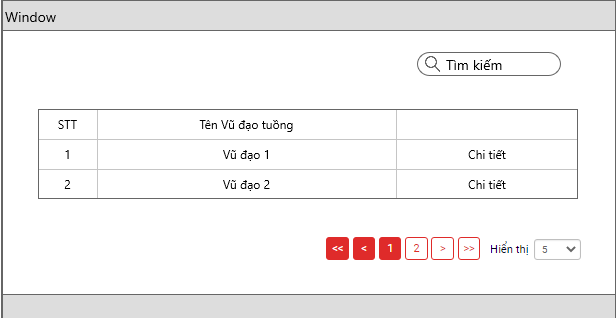 Window
Tìm kiếm
STT Tên Vũ đạo tuồng
1 Vũ đạo 1 Chi tiết
2 Vũ đạo 2 Chi tiết
<< < 1 2 > >> Hiển thị 5